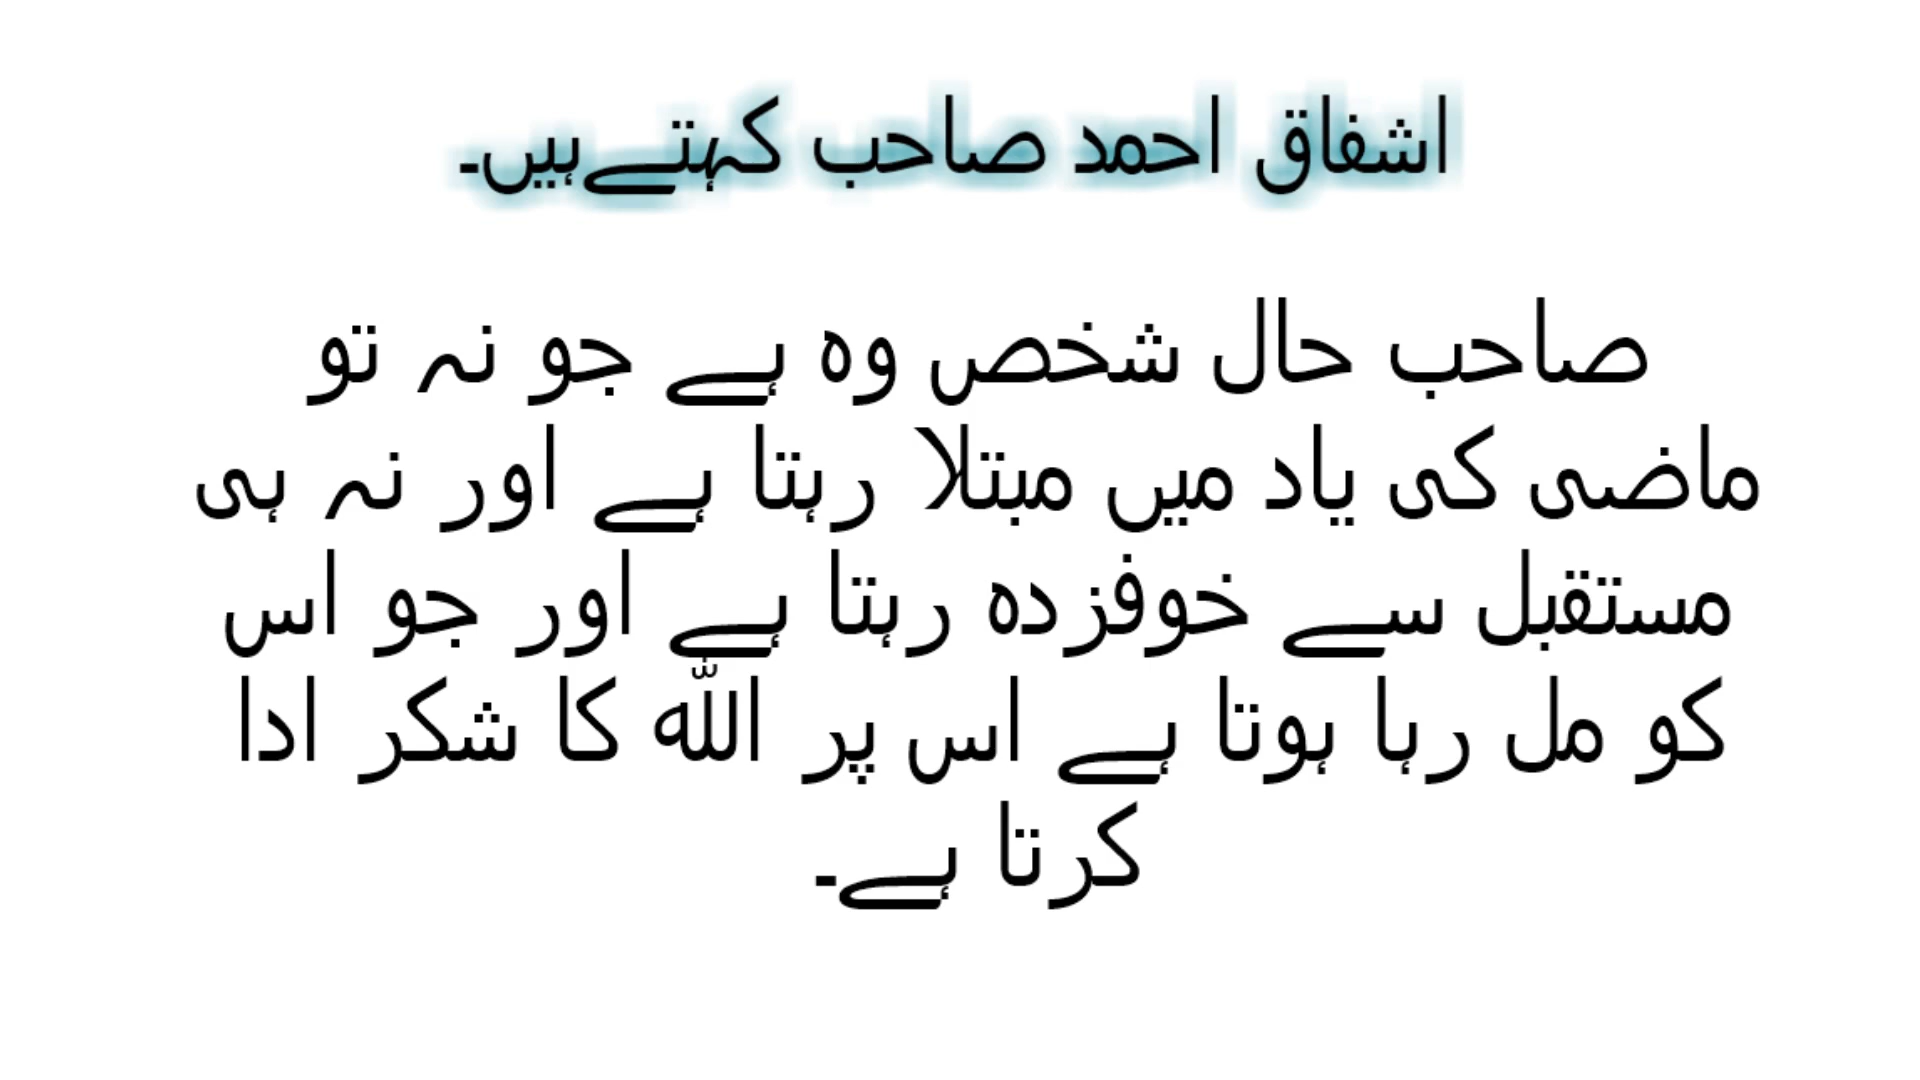 اشفاق احمد صاحب کہتےہیں۔
صاحب حال شخص وہ ہے جو نہ تو
ماضی کی یاد میں مبتلا رہتا ہے اور نہ ہی
مستقبل سے خوفزدہ رہتا ہے اور جو اس
کو مل رہا ہوتا ہے اس پر اللہ کا شکر ادا
کرتا ہے۔